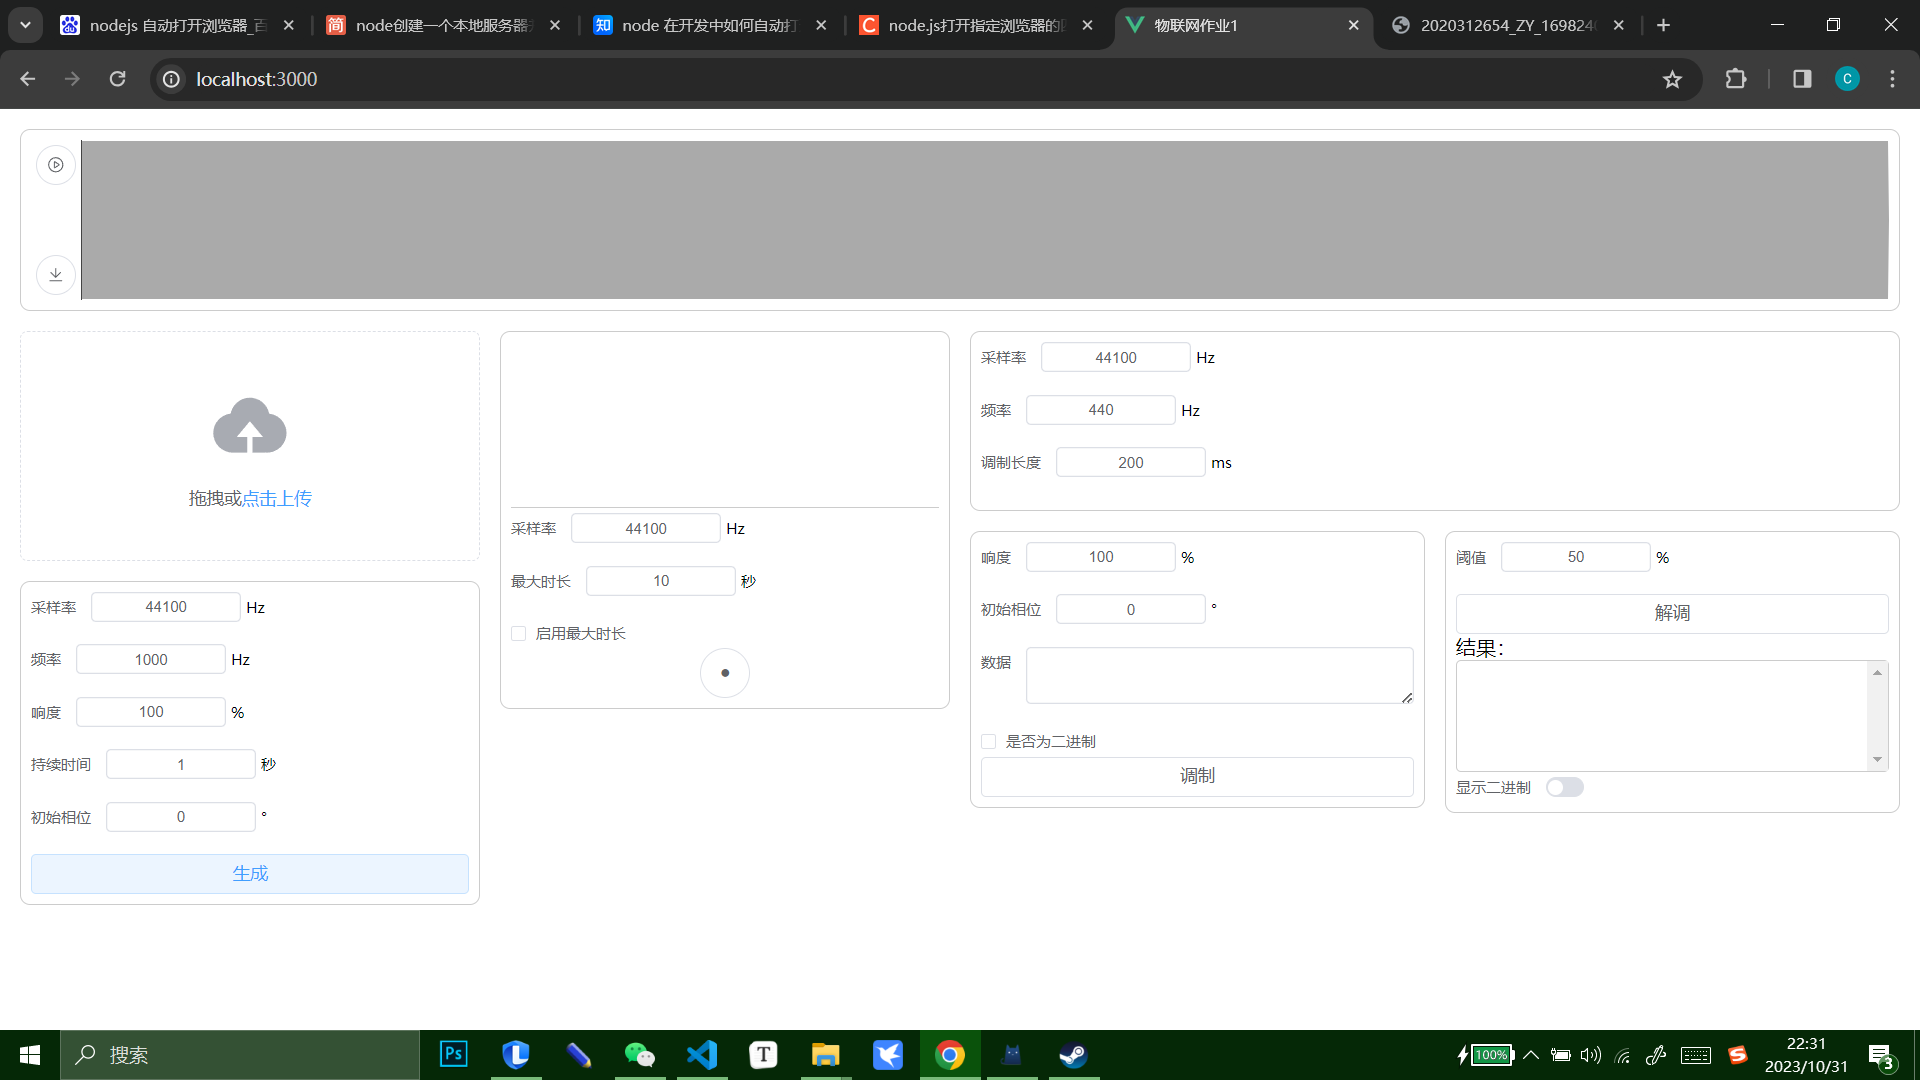 nodejs 自动打开浏览器_百
node创建一个本地服务器
node 在开发中如何自动打
node.js打开指定浏览器的
物联网作业1
2020312654_ZY_169824
localhost:3000
C
拖拽或点击上传
采样率 44100 Hz
频率 1000 Hz
响度 100 %
持续时间 1 秒
初始相位 0 °
生成
采样率 44100 Hz
最大时长 10 秒
启用最大时长
采样率 44100 Hz
频率 440 Hz
调制长度 200 ms
响度 100 %
初始相位 0 °
数据
是否为二进制
调制
阈值 50 %
解调
结果：
显示二进制
搜索
Ps
T
100%
22:31
2023/10/31
3